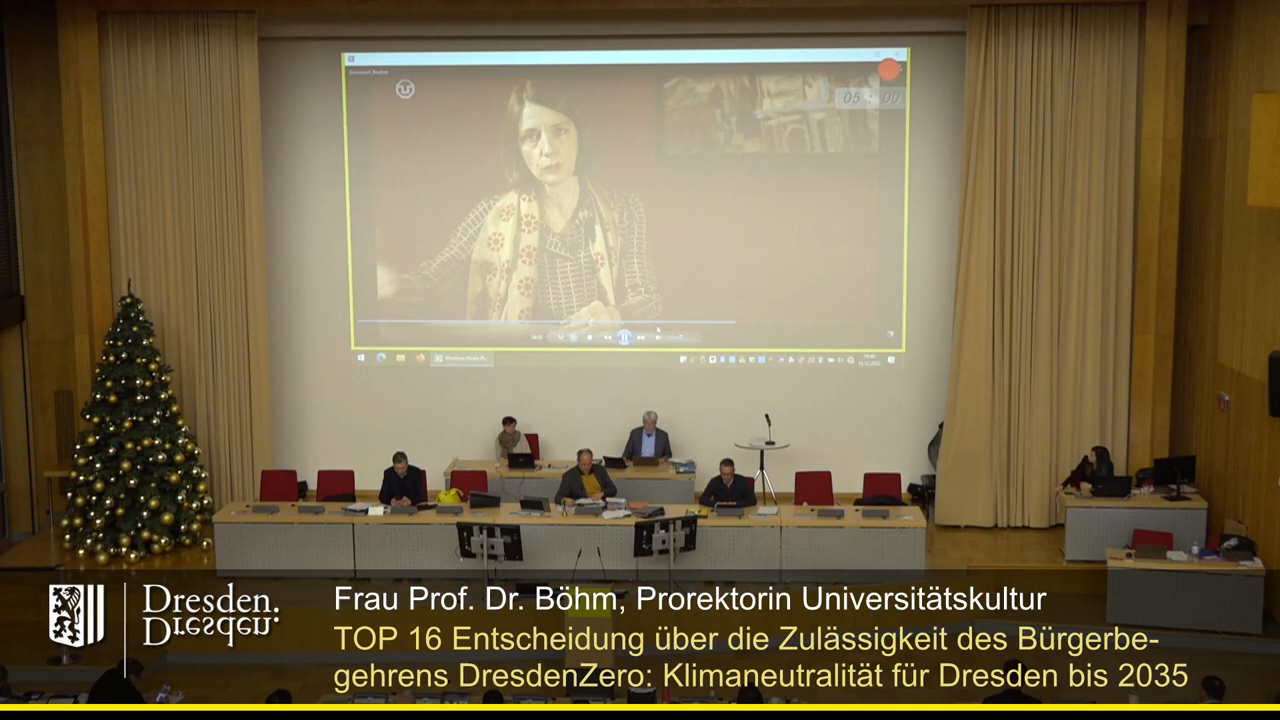 05 : 00
Dresden.
Dresden.
Frau Prof. Dr. Böhm, Prorektorin Universitätskultur
TOP 16 Entscheidung über die Zulässigkeit des Bürgerbe-
gehrens DresdenZero: Klimaneutralität für Dresden bis 2035